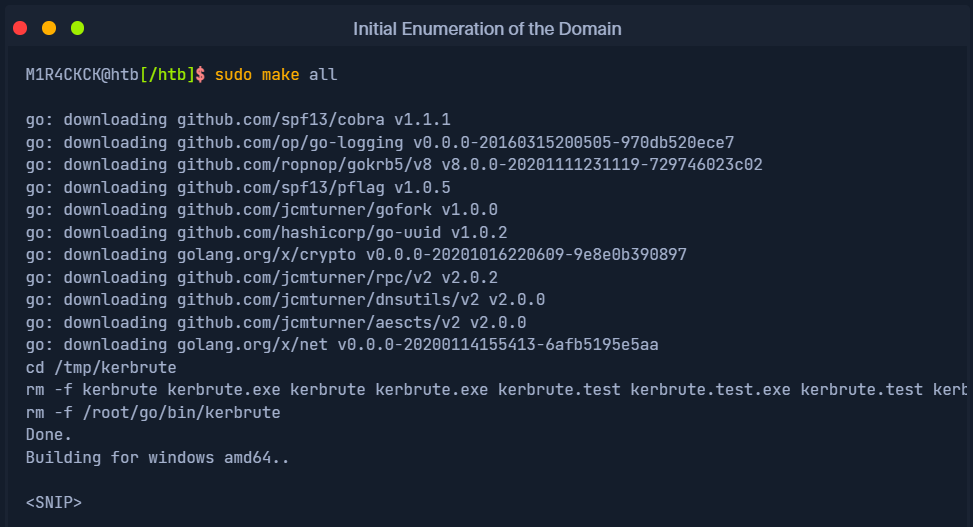 Initial Enumeration of the Domain
M1R4CKCK@htb[/htb]$ sudo make all
go: downloading github.com/spf13/cobra v1.1.1
go: downloading github.com/op/go-logging v0.0.0-20160315200505-970db520ece7
go: downloading github.com/ropnop/gokrb5/v8 v8.0.0-20201111231119-729746023c02
go: downloading github.com/spf13/pflag v1.0.5
go: downloading github.com/jcmturner/gofork v1.0.0
go: downloading github.com/hashicorp/go-uuid v1.0.2
go: downloading golang.org/x/crypto v0.0.0-20201016220609-9e8e0b390897
go: downloading github.com/jcmturner/rpc/v2 v2.0.2
go: downloading github.com/jcmturner/dnsutils/v2 v2.0.0
go: downloading github.com/jcmturner/aescts/v2 v2.0.0
go: downloading golang.org/x/net v0.0.0-20200114155413-6afb5195e5aa
cd /tmp/kerbrute
rm -f kerbrute kerbrute.exe kerbrute kerbrute.exe kerbrute.test kerbrute.test.exe kerbrute.test kerb
rm -f /root/go/bin/kerbrute
Done.
Building for windows amd64..
<SNIP>